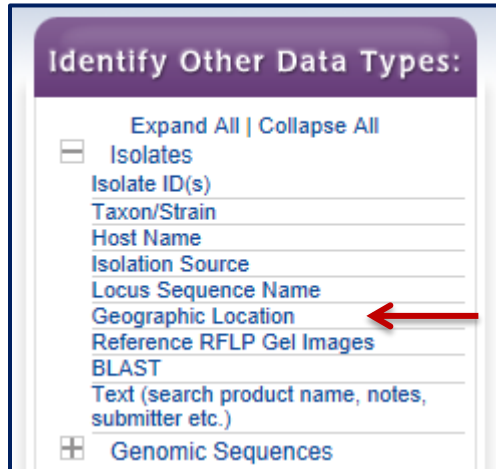 Identify Other Data Types:
Expand All | Collapse All
Isolates
Isolate ID(s)
Taxon/Strain
Host Name
Isolation Source
Locus Sequence Name
Geographic Location
Reference RFLP Gel Images
BLAST
Text (search product name, notes,
submitter etc.)
Genomic Sequences